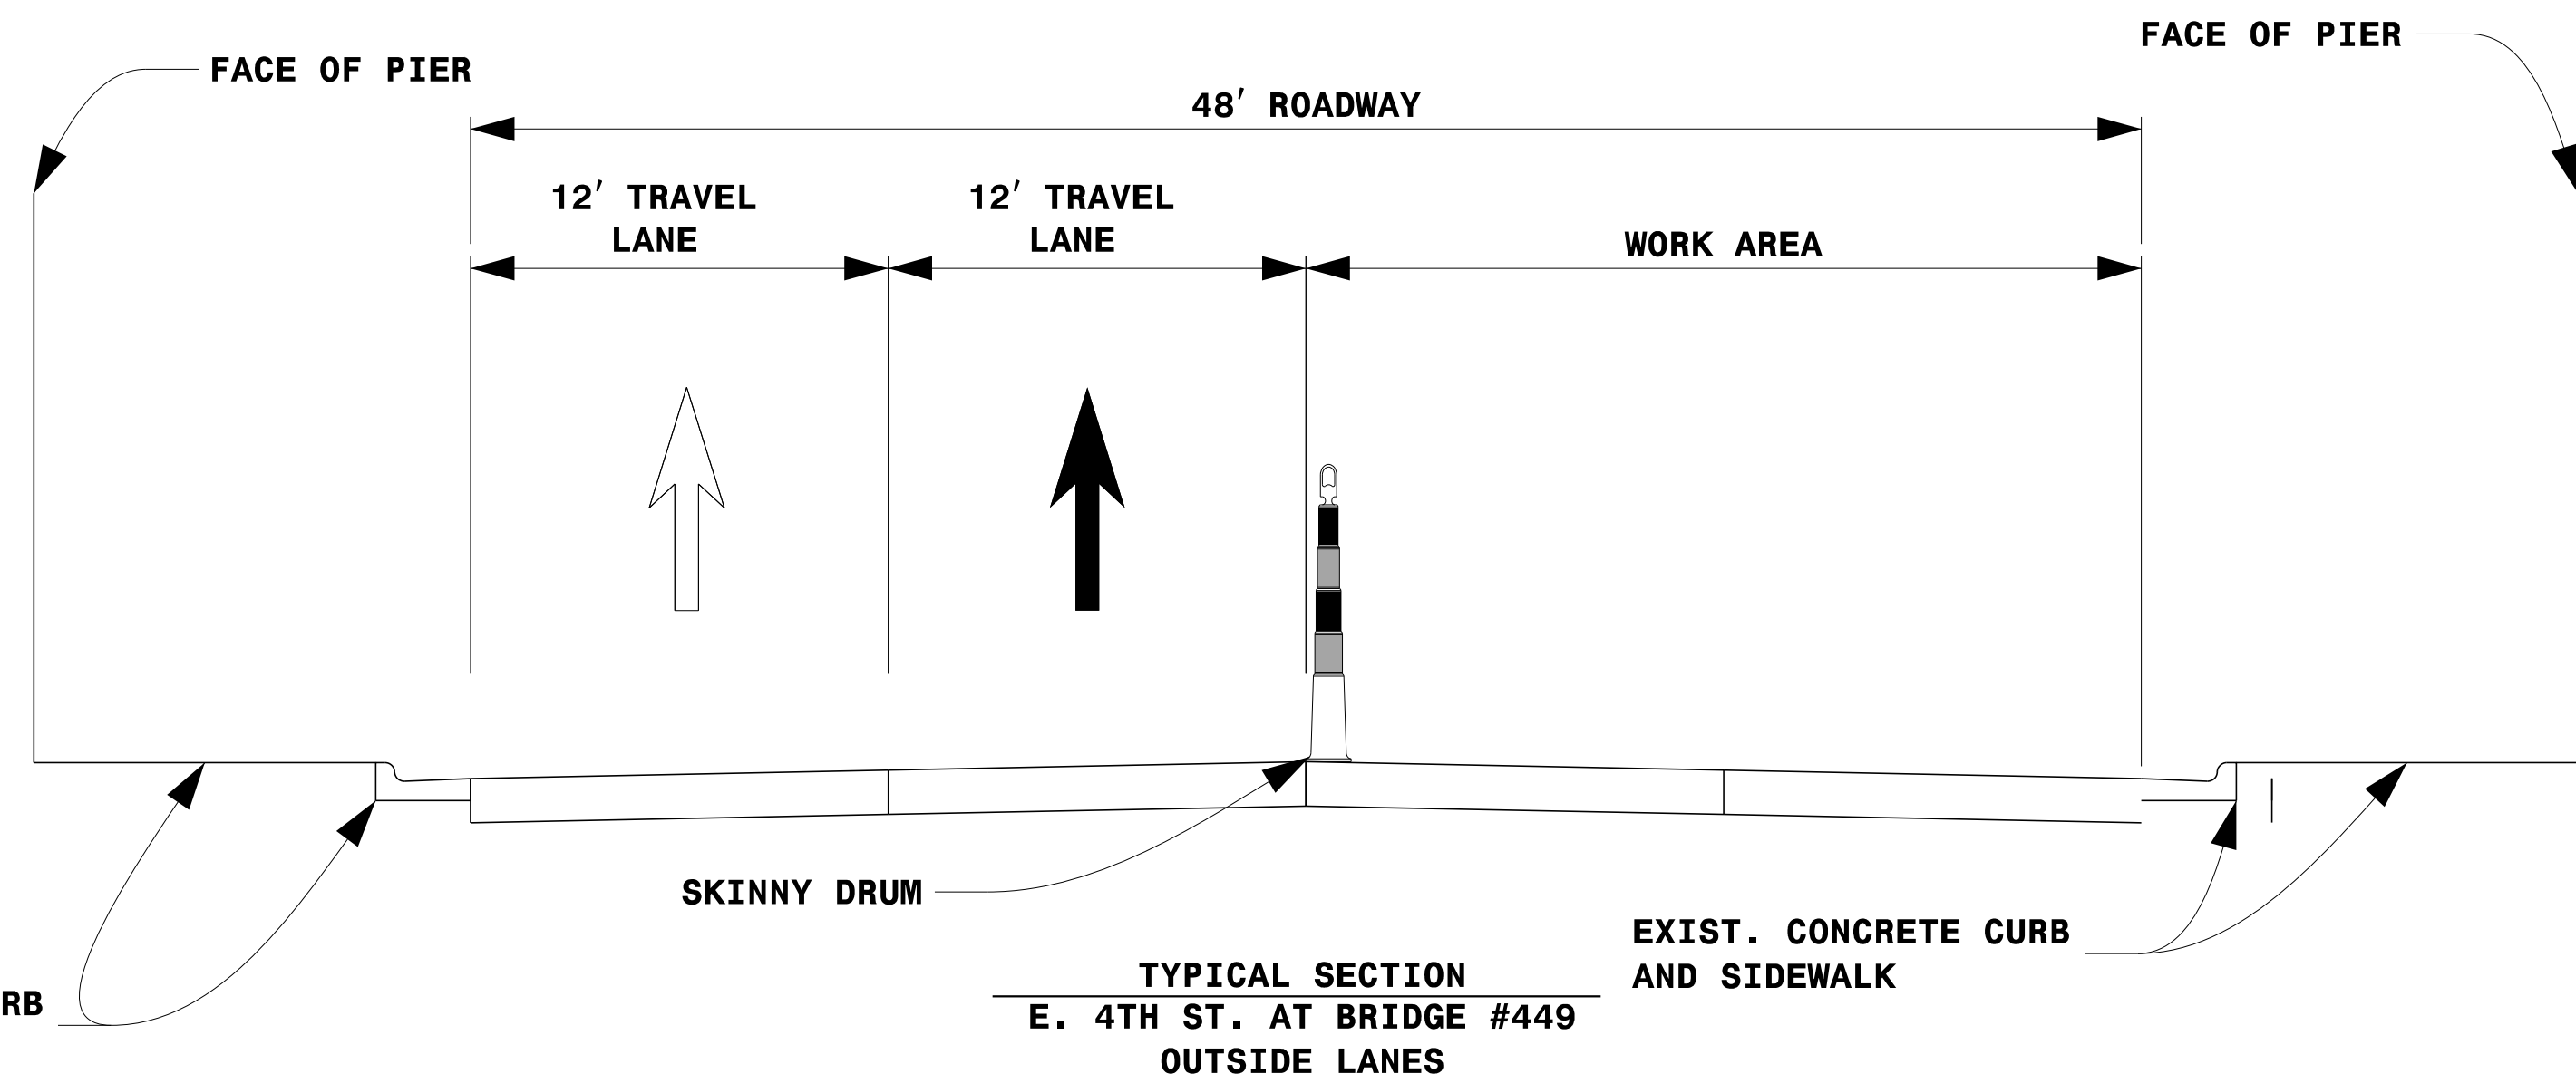 FACE OF PIER
FACE OF PIER
48' ROADWAY
12' TRAVEL
LANE
12' TRAVEL
LANE
WORK AREA
SKINNY DRUM
EXIST. CONCRETE CURB
AND SIDEWALK
RB
TYPICAL SECTION
E. 4TH ST. AT BRIDGE #449
OUTSIDE LANES